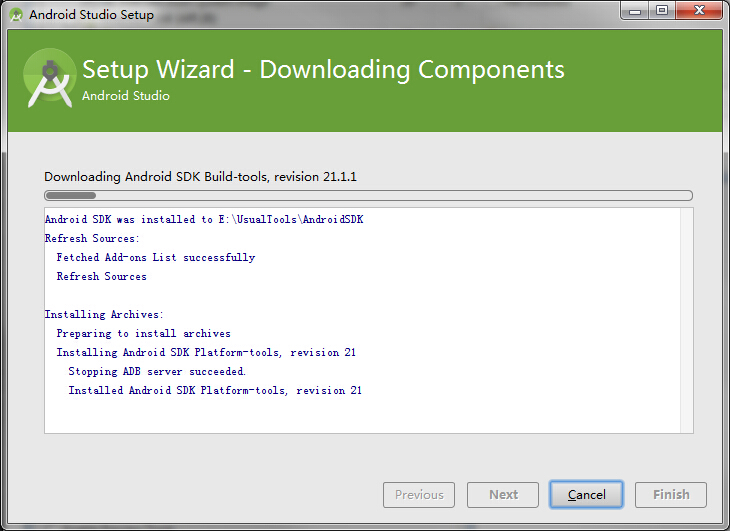 Android Studio Setup
Setup Wizard - Downloading Components
Android Studio
Downloading Android SDK Build-tools, revision 21.1.1
Android SDK was installed to E:\UsualTools\AndroidSDK
Refresh Sources:
Fetched Add-ons List successfully
Refresh Sources
Installing Archives:
Preparing to install archives
Installing Android SDK Platform-tools, revision 21
Stopping ADB server succeeded.
Installed Android SDK Platform-tools, revision 21
Previous
Next
Cancel
Finish